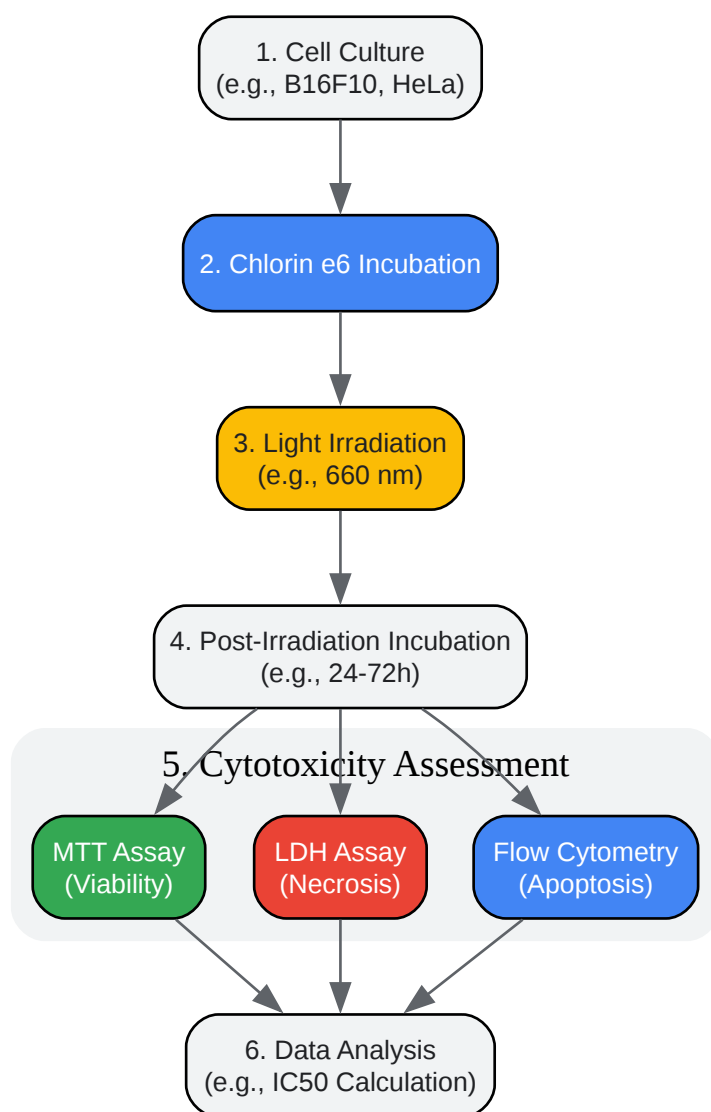 1. Cell Culture
(e.g., B16F10, HeLa)
2. Chlorin e6 Incubation
3. Light Irradiation
(e.g., 660 nm)
4. Post-Irradiation Incubation
(e.g., 24-72h)
5. Cytotoxicity Assessment
MTT Assay
(Viability)
LDH Assay
(Necrosis)
Flow Cytometry
(Apoptosis)
6. Data Analysis
(e.g., IC50 Calculation)